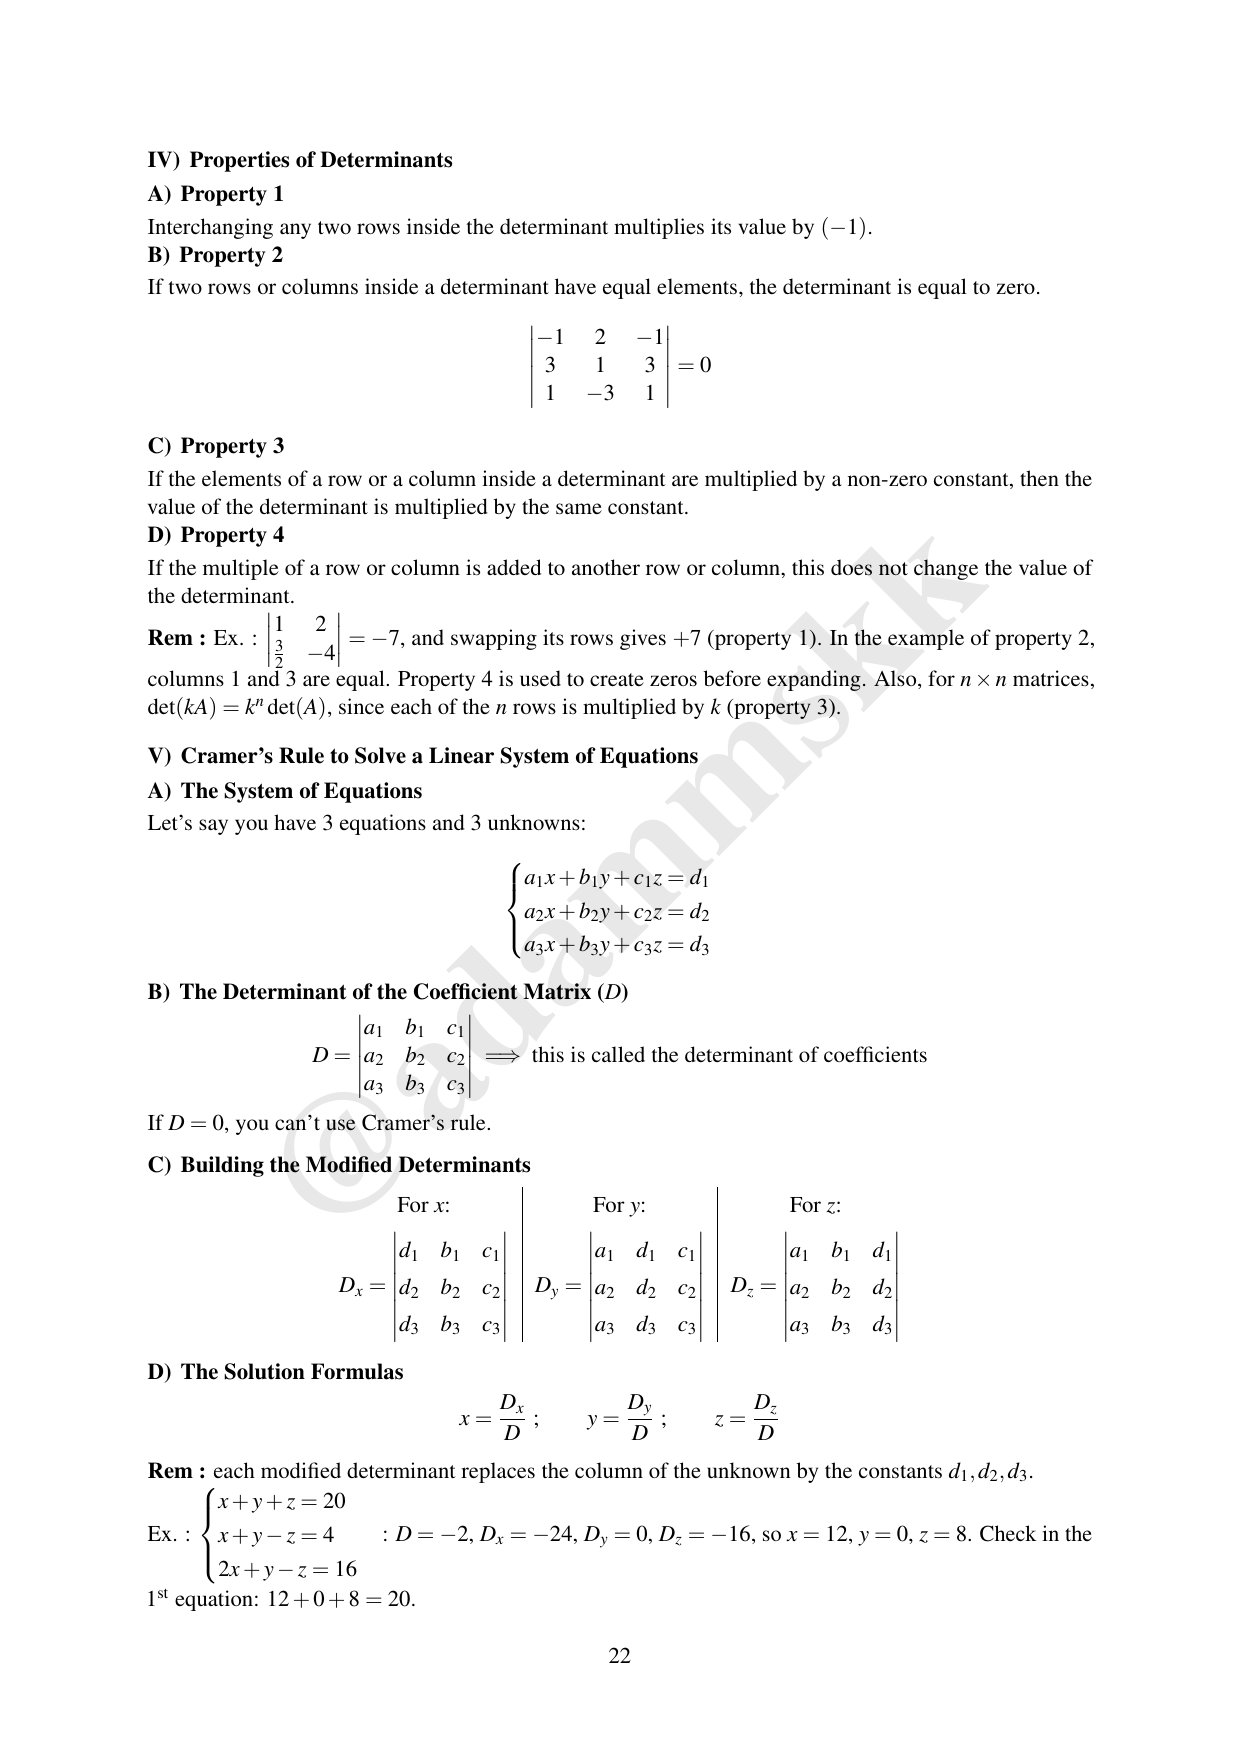 IV) Properties of Determinants
A) Property 1
Interchanging any two rows inside the determinant multiplies its value by (−1).
B) Property 2
If two rows or columns inside a determinant have equal elements, the determinant is equal to zero.
|−1 2 −1|
|3 1 3| = 0
|1 −3 1|
C) Property 3
If the elements of a row or a column inside a determinant are multiplied by a non-zero constant, then the
value of the determinant is multiplied by the same constant.
D) Property 4
If the multiple of a row or column is added to another row or column, this does not change the value of
the determinant.
Rem : Ex. : |1 2; 3/2 −4| = −7, and swapping its rows gives +7 (property 1). In the example of property 2,
columns 1 and 3 are equal. Property 4 is used to create zeros before expanding. Also, for n × n matrices,
det(kA) = kⁿ det(A), since each of the n rows is multiplied by k (property 3).
V) Cramer's Rule to Solve a Linear System of Equations
A) The System of Equations
Let's say you have 3 equations and 3 unknowns:
a₁x + b₁y + c₁z = d₁
a₂x + b₂y + c₂z = d₂
a₃x + b₃y + c₃z = d₃
B) The Determinant of the Coefficient Matrix (D)
|a₁ b₁ c₁|
D = |a₂ b₂ c₂| ⟹ this is called the determinant of coefficients
|a₃ b₃ c₃|
If D = 0, you can't use Cramer's rule.
C) Building the Modified Determinants
For x: For y: For z:
|d₁ b₁ c₁| |a₁ d₁ c₁| |a₁ b₁ d₁|
Dₓ = |d₂ b₂ c₂| D_y = |a₂ d₂ c₂| D_z = |a₂ b₂ d₂|
|d₃ b₃ c₃| |a₃ d₃ c₃| |a₃ b₃ d₃|
D) The Solution Formulas
x = Dₓ/D ; y = D_y/D ; z = D_z/D
Rem : each modified determinant replaces the column of the unknown by the constants d₁, d₂, d₃.
x + y + z = 20
Ex. : { x + y − z = 4 : D = −2, Dₓ = −24, D_y = 0, D_z = −16, so x = 12, y = 0, z = 8. Check in the
2x + y − z = 16
1st equation: 12 + 0 + 8 = 20.
22
@adammskk